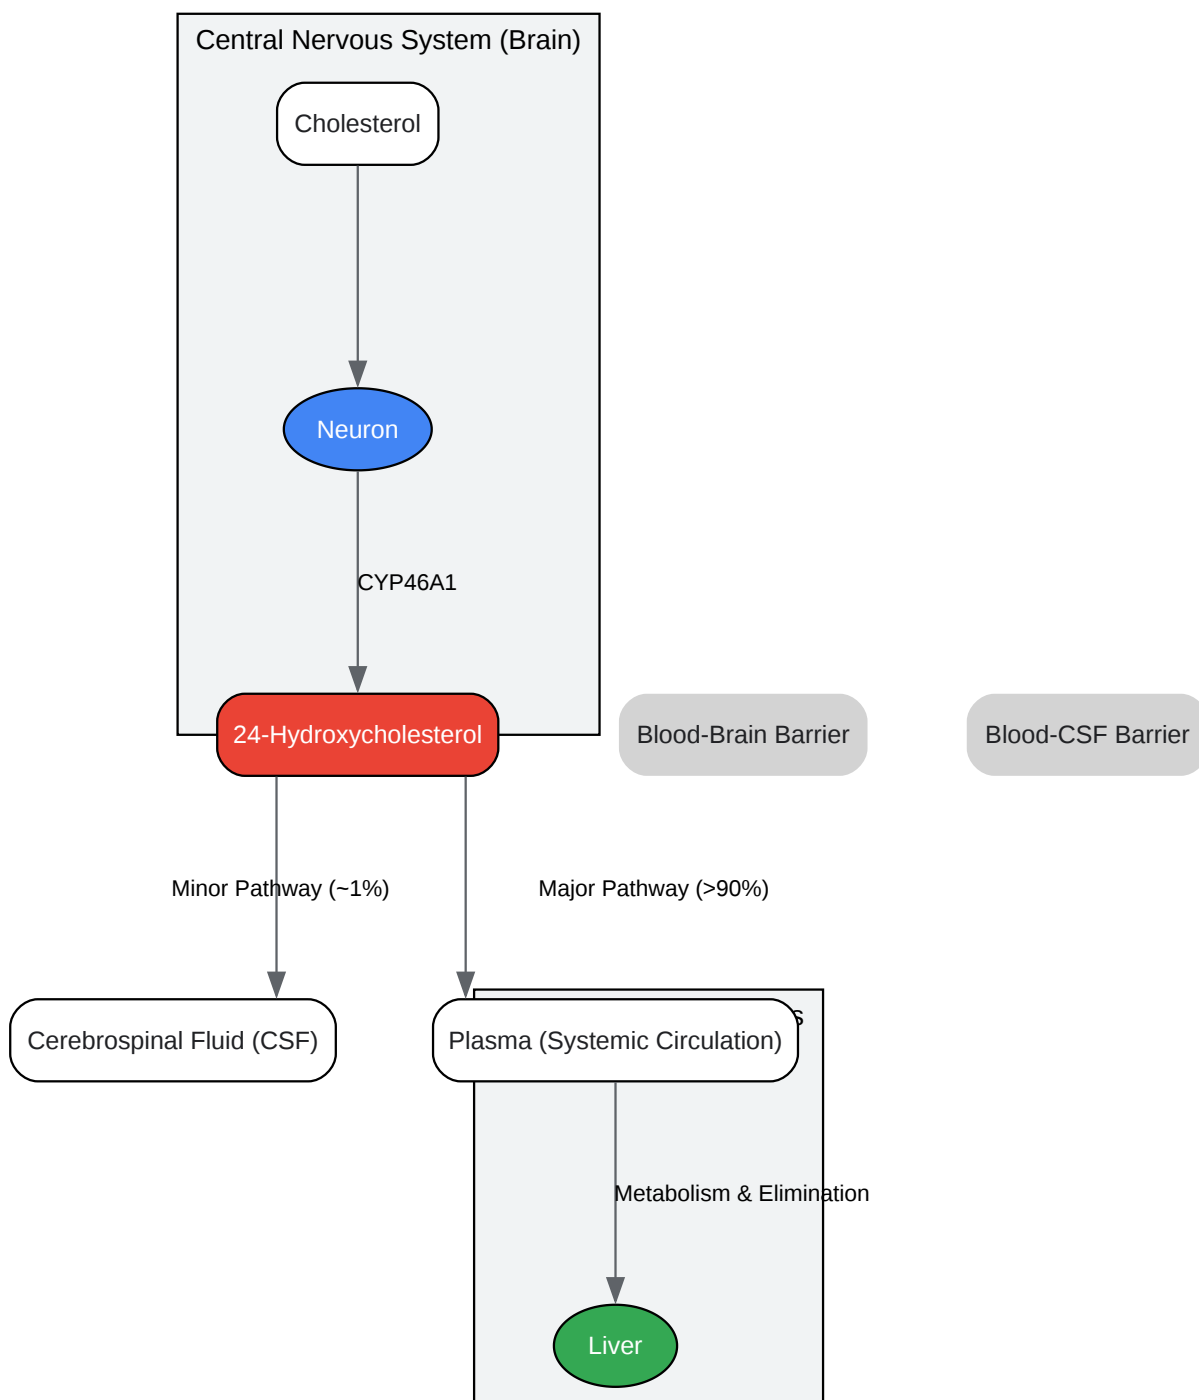 Central Nervous System (Brain)
Cholesterol
Neuron
CYP46A1
24-Hydroxycholesterol
Blood-Brain Barrier
Blood-CSF Barrier
Minor Pathway (~1%)
Major Pathway (>90%)
Cerebrospinal Fluid (CSF)
Plasma (Systemic Circulation)
Metabolism & Elimination
Liver